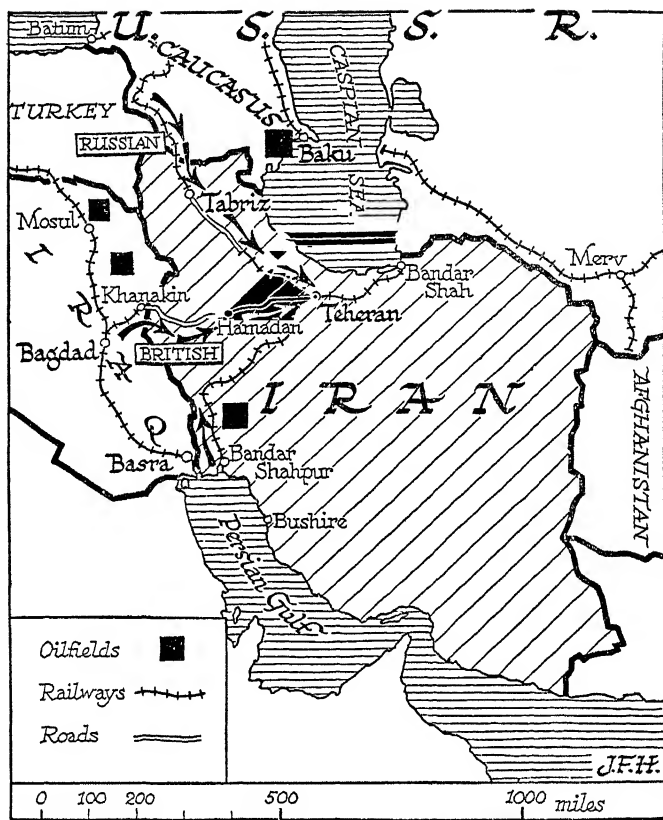 Batum
U. S. S. R.
CAUCASUS
CASPIAN SEA
TURKEY
RUSSIAN
Baku
Tabriz
Mosul
Merv
Bandar Shah
Khanakin
Teheran
Hamadan
Bagdad
BRITISH
IRAQ
IRAN
AFGHANISTAN
Basra
Bandar
Shahpur
Bushire
Persian Gulf
Oilfields
Railways
Roads
J.F.H.
0 100 200 500 1000 miles